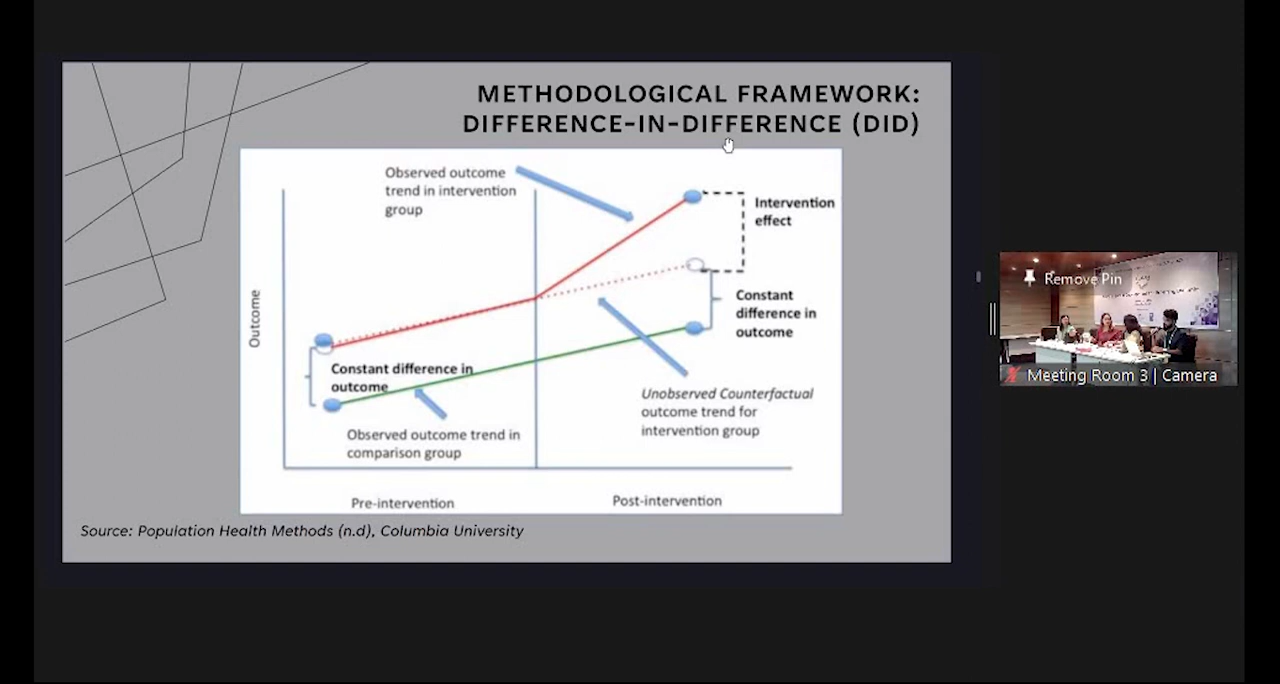 METHODOLOGICAL FRAMEWORK:
DIFFERENCE-IN-DIFFERENCE (DID)
Observed outcome
trend in intervention
group
Intervention
effect
Constant
difference in
outcome
Outcome
Constant difference in
outcome
Unobserved Counterfactual
outcome trend for
intervention group
Observed outcome trend in
comparison group
Pre-intervention
Post-intervention
Source: Population Health Methods (n.d), Columbia University
Remove Pin
Meeting Room 3 | Camera